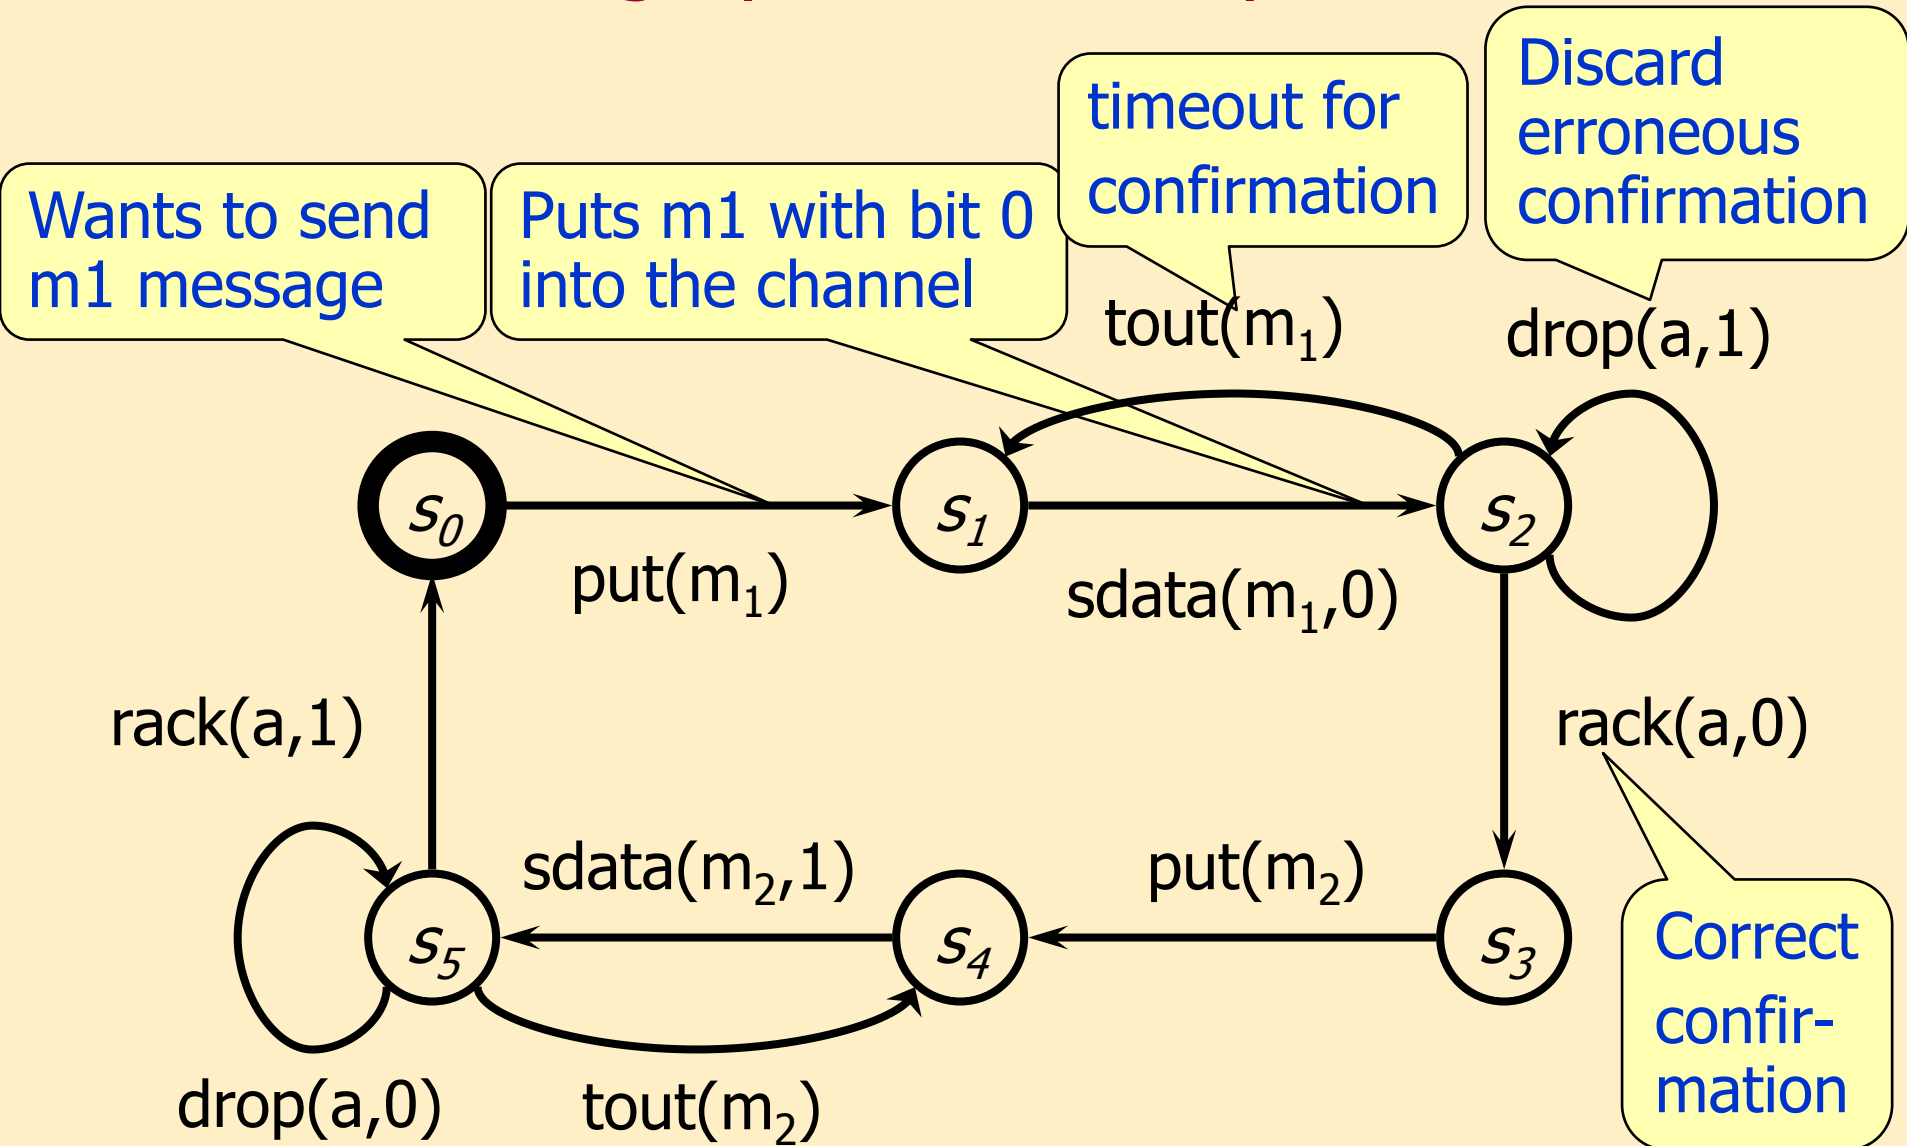 Discard
erroneous
confirmation
timeout for
confirmation
Wants to send
m1 message
Puts m1 with bit 0
into the channel
tout(m₁)
drop(a,1)
s₀
s₁
s₂
put(m₁)
sdata(m₁,0)
rack(a,1)
rack(a,0)
sdata(m₂,1)
put(m₂)
s₅
s₄
s₃
Correct
confir-
mation
drop(a,0)
tout(m₂)